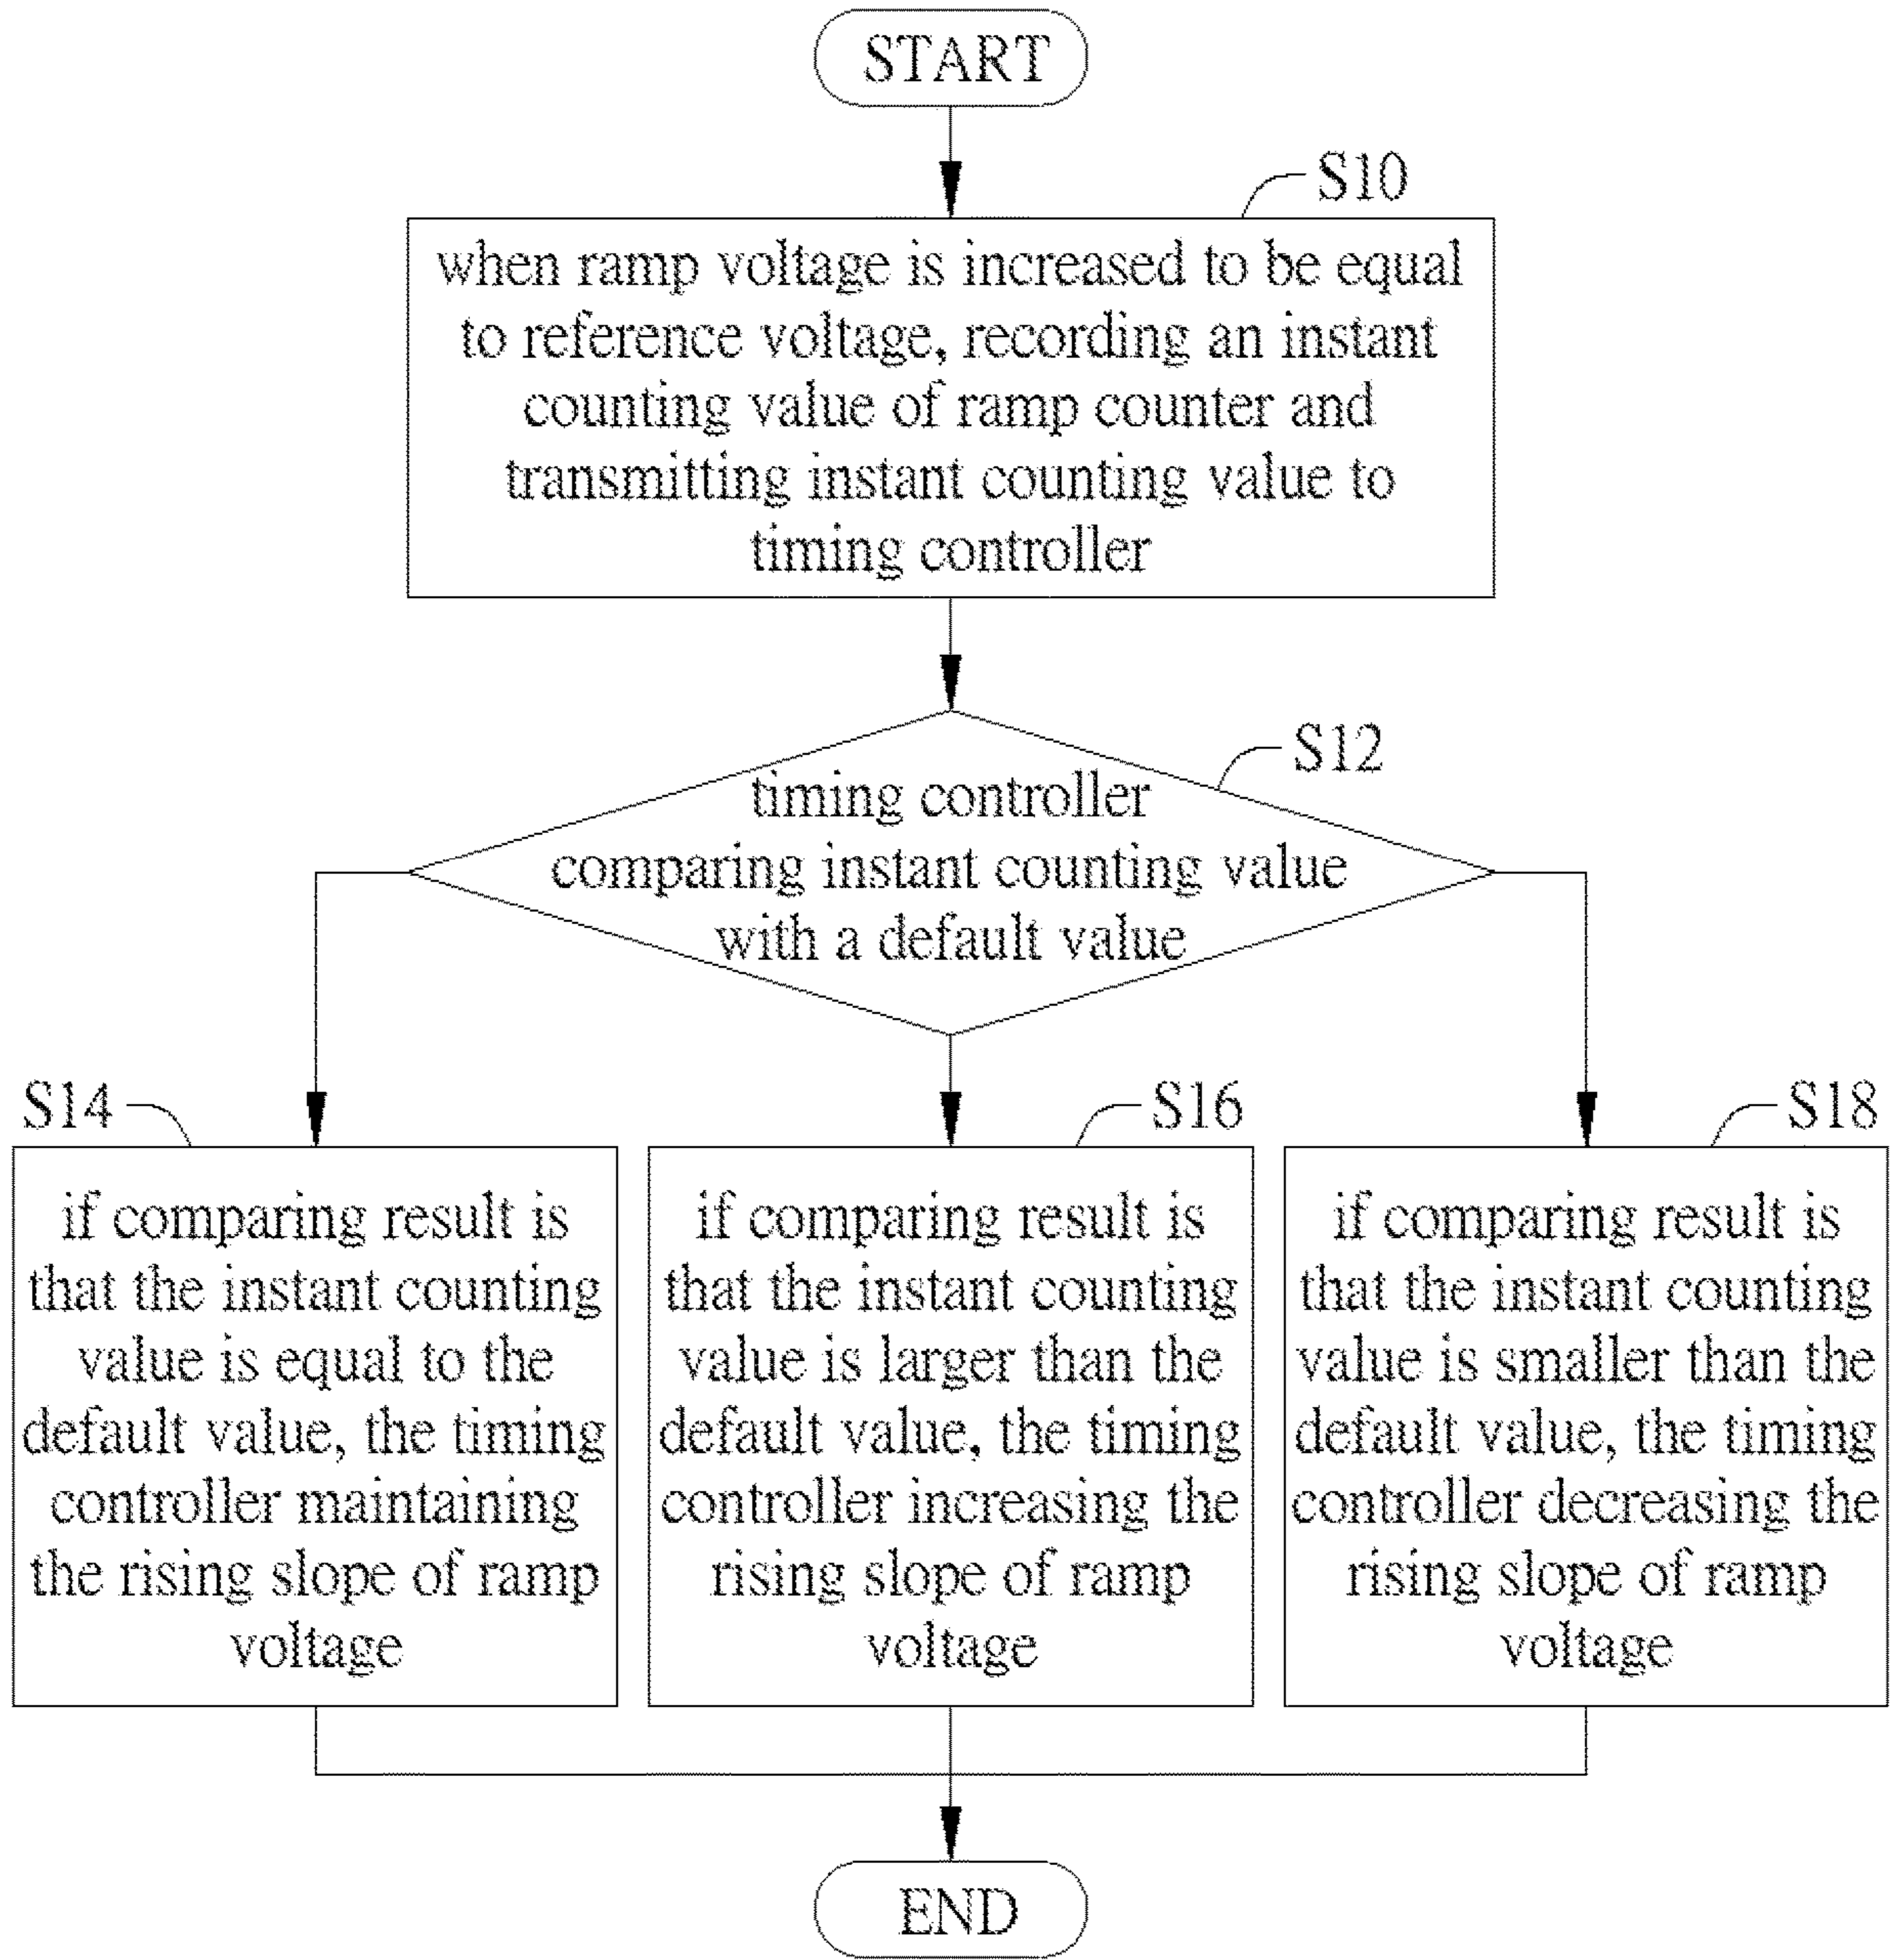 START
S10
when ramp voltage is increased to be equal
to reference voltage, recording an instant
counting value of ramp counter and
transmitting instant counting value to
timing controller
S12
timing controller
comparing instant counting value
with a default value
S14
if comparing result is
that the instant counting
value is equal to the
default value, the timing
controller maintaining
the rising slope of ramp
voltage
S16
if comparing result is
that the instant counting
value is larger than the
default value, the timing
controller increasing the
rising slope of ramp
voltage
S18
if comparing result is
that the instant counting
value is smaller than the
default value, the timing
controller decreasing the
rising slope of ramp
voltage
END